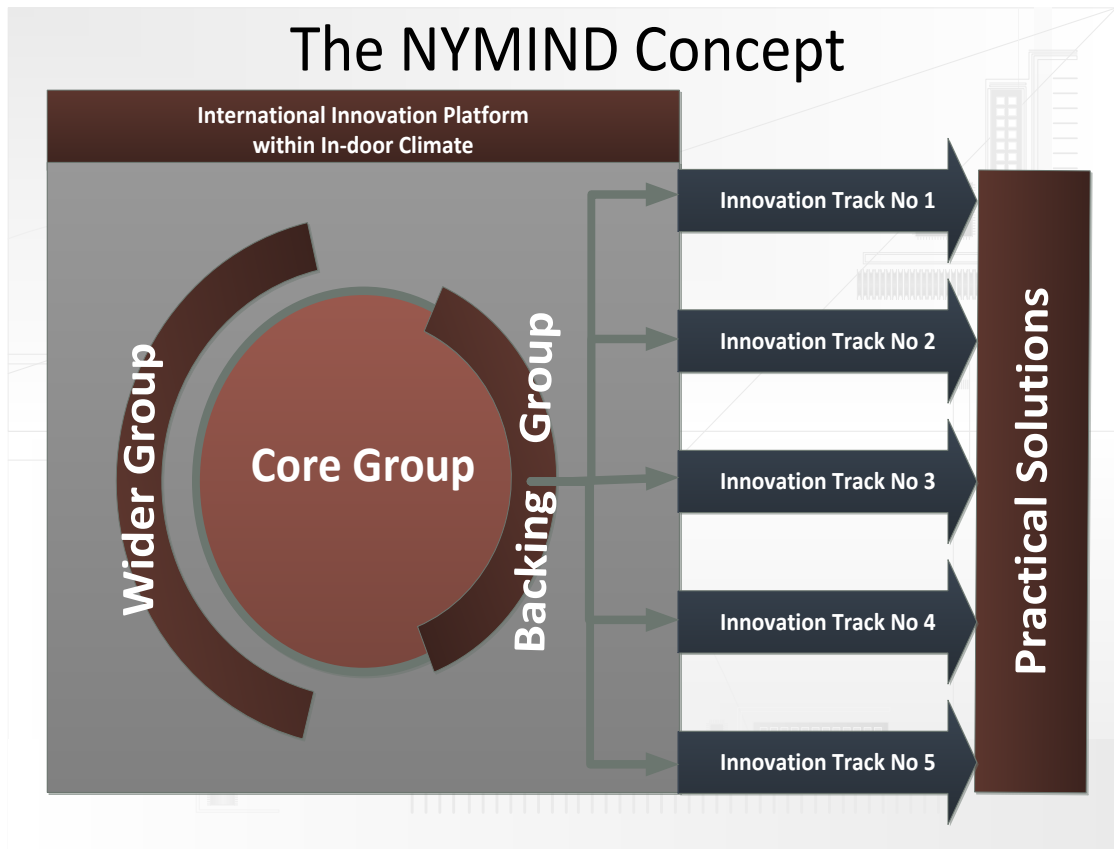 The NYMIND Concept
International Innovation Platform
within In-door Climate
Wider Group
Core Group
Backing Group
Innovation Track No 1
Innovation Track No 2
Innovation Track No 3
Innovation Track No 4
Innovation Track No 5
Practical Solutions